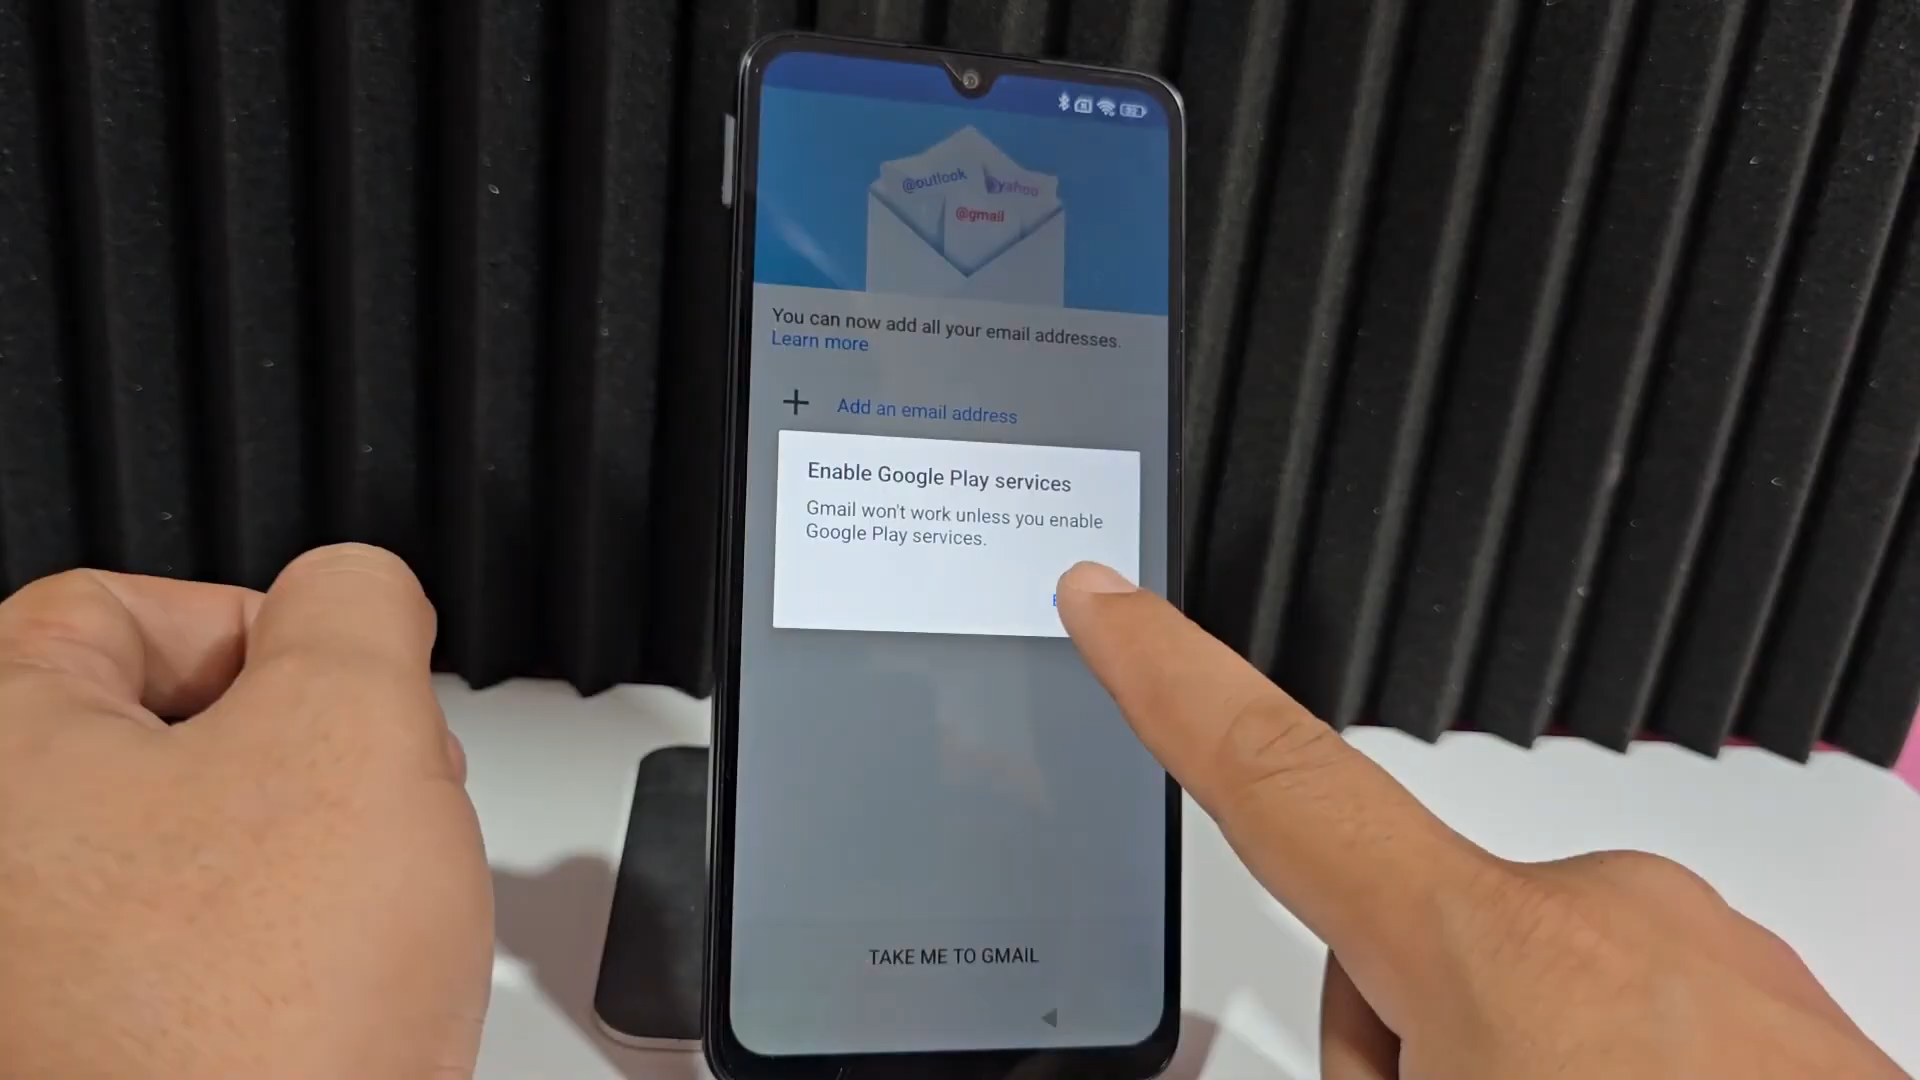 @outlook
@yahoo
@gmail
You can now add all your email addresses.
Learn more
Add an email address
Enable Google Play services
Gmail won't work unless you enable
Google Play services.
TAKE ME TO GMAIL